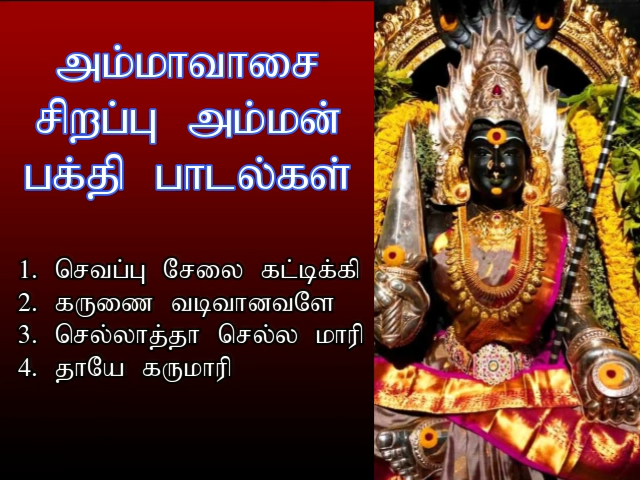 அம்மாவாசை
சிறப்பு அம்மன்
பக்தி பாடல்கள்
1. செவப்பு சேலை கட்டிக்கி
2. கருணை வடிவானவளே
3. செல்லாத்தா செல்ல மாரி
4. தாயே கருமாரி